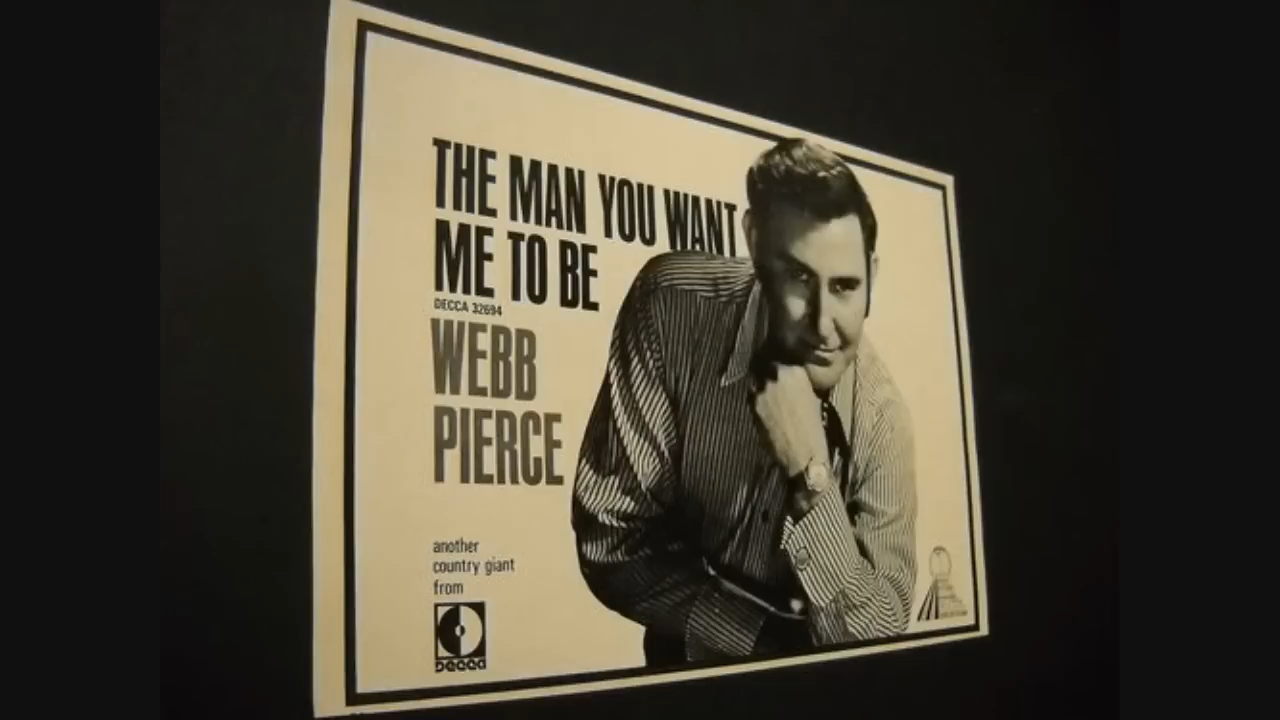 THE MAN YOU WANT
ME TO BE
DECCA 32694
WEBB
PIERCE
another
country giant
from
DECCA